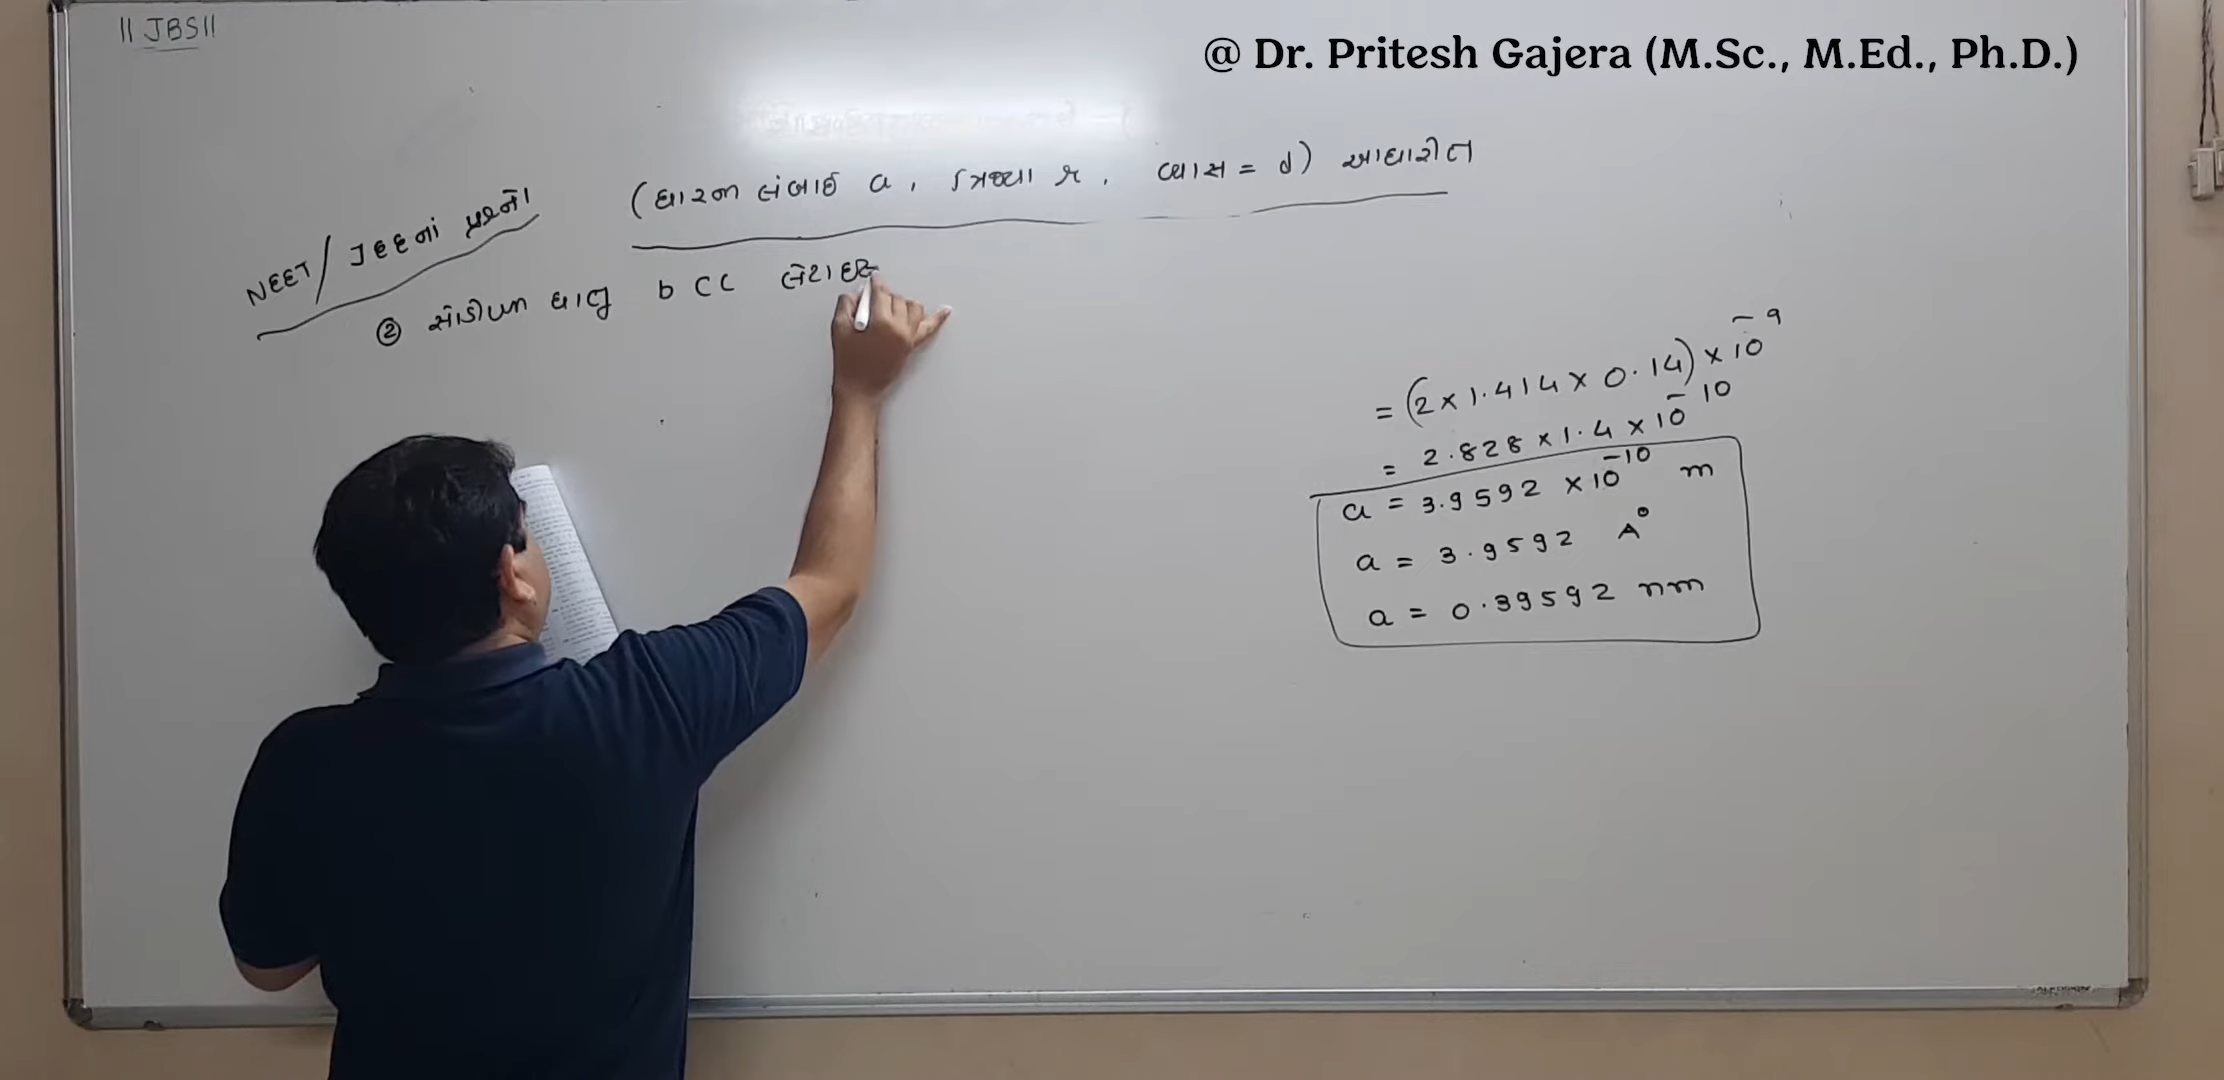 || JBS ||
@ Dr. Pritesh Gajera (M.Sc., M.Ed., Ph.D.)
NEET / JEEનાં પ્રશ્નો
(ધારની લંબાઈ a, ત્રિજ્યા r, વ્યાસ = d) આધારીત
② સોડીયમ ધાતુ bcc
= (2 × 1.414 × 0.14) × 10⁻⁹
= 2.828 × 1.4 × 10⁻¹⁰
a = 3.9592 × 10⁻¹⁰ m
a = 3.9592 A°
a = 0.39592 nm